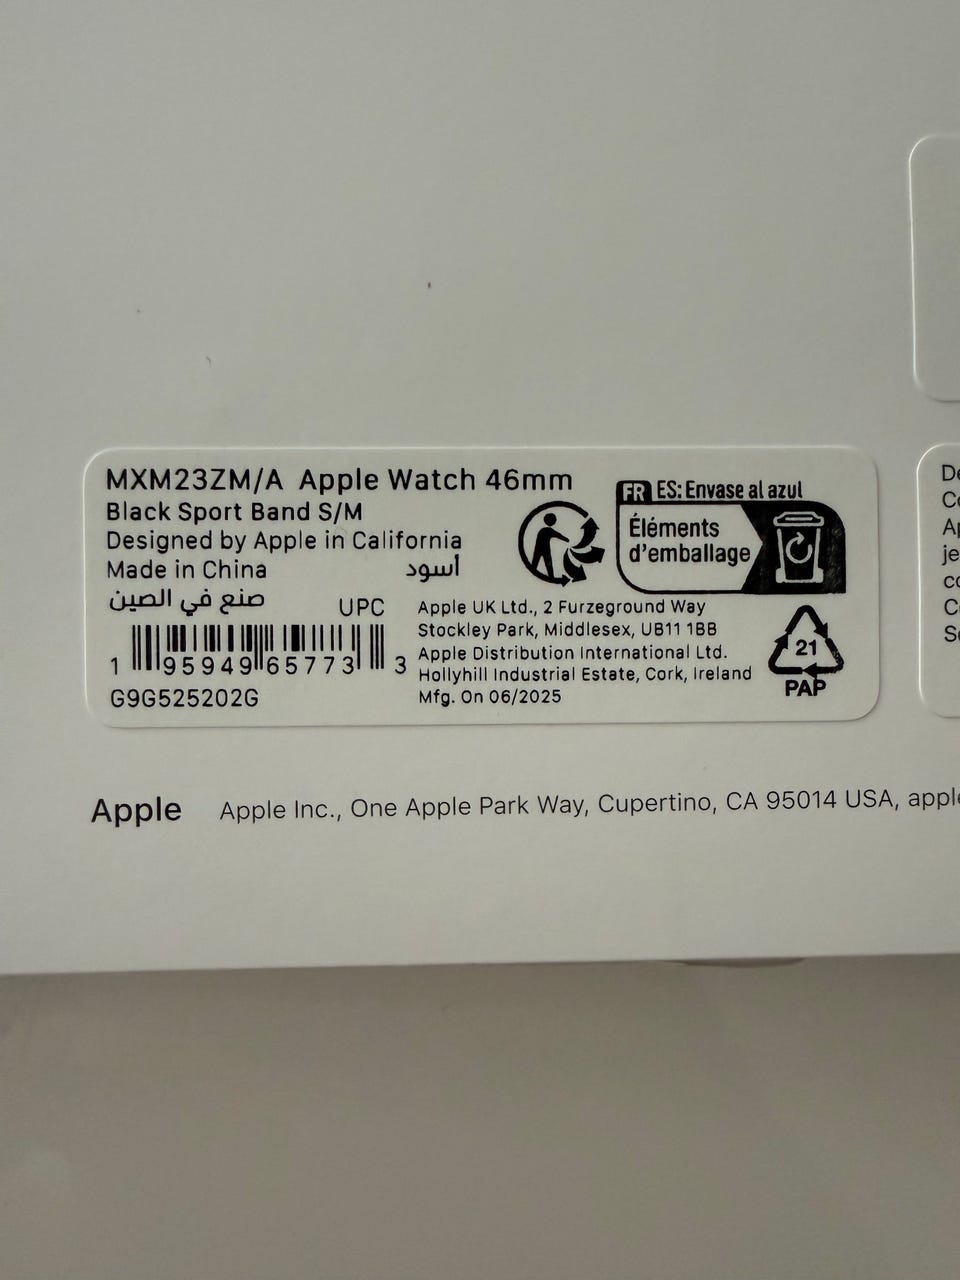 MXM23ZM/A Apple Watch 46mm
Black Sport Band S/M
Designed by Apple in California
Made in China
أسود
صنع في الصين
UPC
1 95949 65773 3
G9G525202G
FR ES: Envase al azul
Éléments
d'emballage
Apple UK Ltd., 2 Furzeground Way
Stockley Park, Middlesex, UB11 1BB
Apple Distribution International Ltd.
Hollyhill Industrial Estate, Cork, Ireland
Mfg. On 06/2025
21
PAP
Apple Apple Inc., One Apple Park Way, Cupertino, CA 95014 USA,